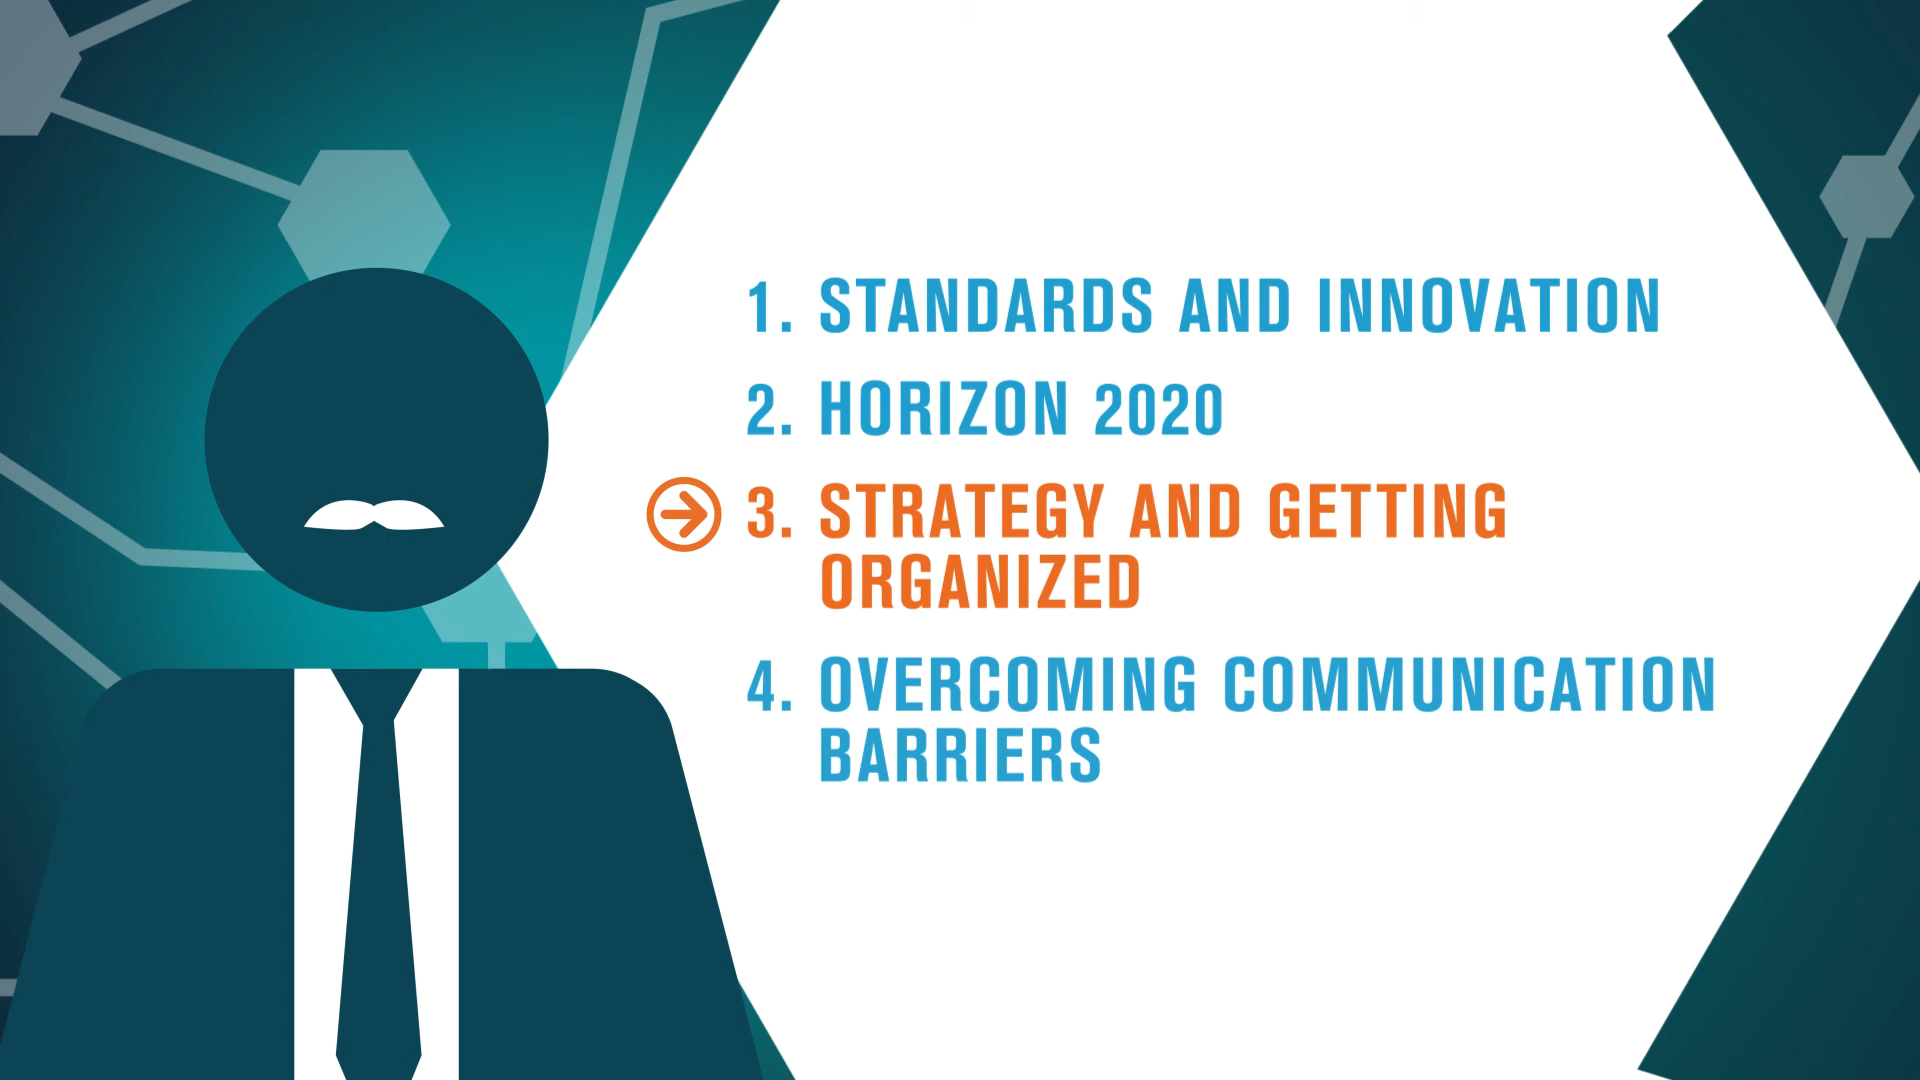 1. STANDARDS AND INNOVATION
2. HORIZON 2020
3. STRATEGY AND GETTING
ORGANIZED
4. OVERCOMING COMMUNICATION
BARRIERS